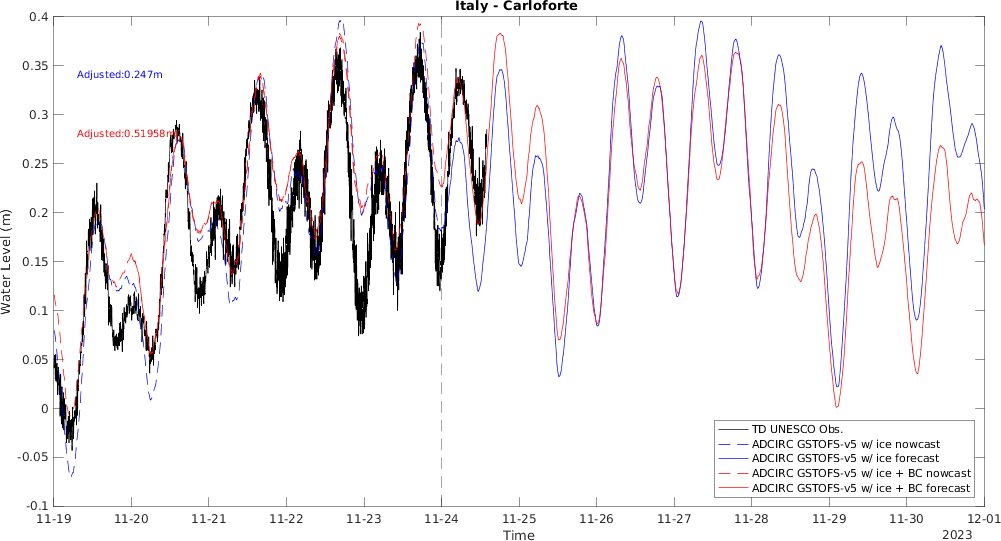 Italy - Carloforte
0.4
0.35
0.3
0.25
0.2
0.15
0.1
0.05
0
-0.05
-0.1
Water Level (m)
Adjusted:0.247m
Adjusted:0.51958m
TD UNESCO Obs.
ADCIRC GSTOFS-v5 w/ ice nowcast
ADCIRC GSTOFS-v5 w/ ice forecast
ADCIRC GSTOFS-v5 w/ ice + BC nowcast
ADCIRC GSTOFS-v5 w/ ice + BC forecast
11-19 11-20 11-21 11-22 11-23 11-24 11-25 11-26 11-27 11-28 11-29 11-30 12-01
Time
2023